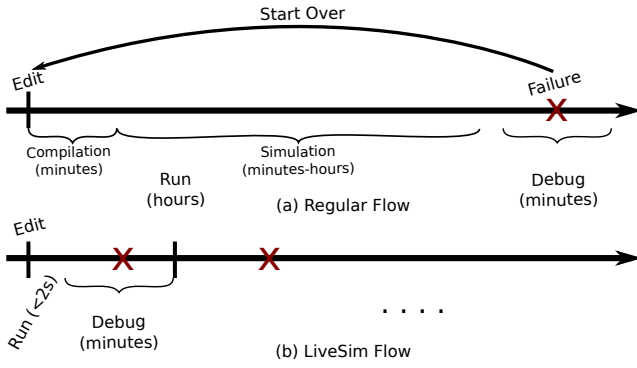 Start Over
Edit
Failure
Compilation
(minutes)
Simulation
(minutes-hours)
Run
(hours)
Debug
(minutes)
(a) Regular Flow
Edit
Run (<2s)
Debug
(minutes)
. . . .
(b) LiveSim Flow